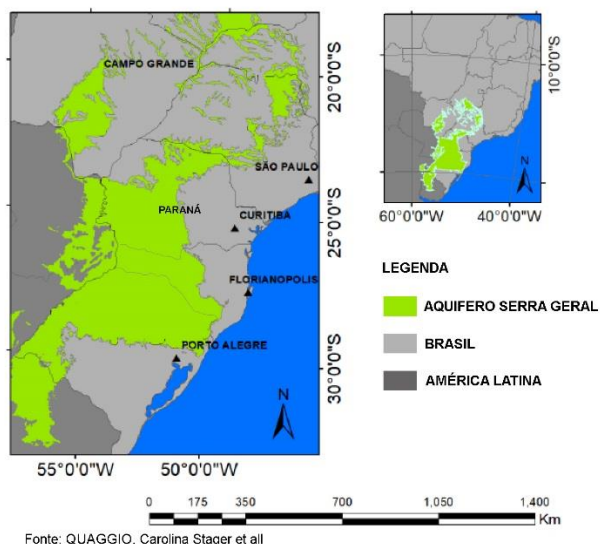 CAMPO GRANDE
20°0'0"S
SÃO PAULO
PARANÁ
CURITIBA
25°0'0"S
FLORIANOPOLIS
PORTO ALEGRE
30°0'0"S
N
55°0'0"W
50°0'0"W
10°0'0"S
N
60°0'0"W
40°0'0"W
LEGENDA
AQUIFERO SERRA GERAL
BRASIL
AMÉRICA LATINA
0 175 350 700 1,050 1,400
Km
Fonte: QUAGGIO, Carolina Stager et all